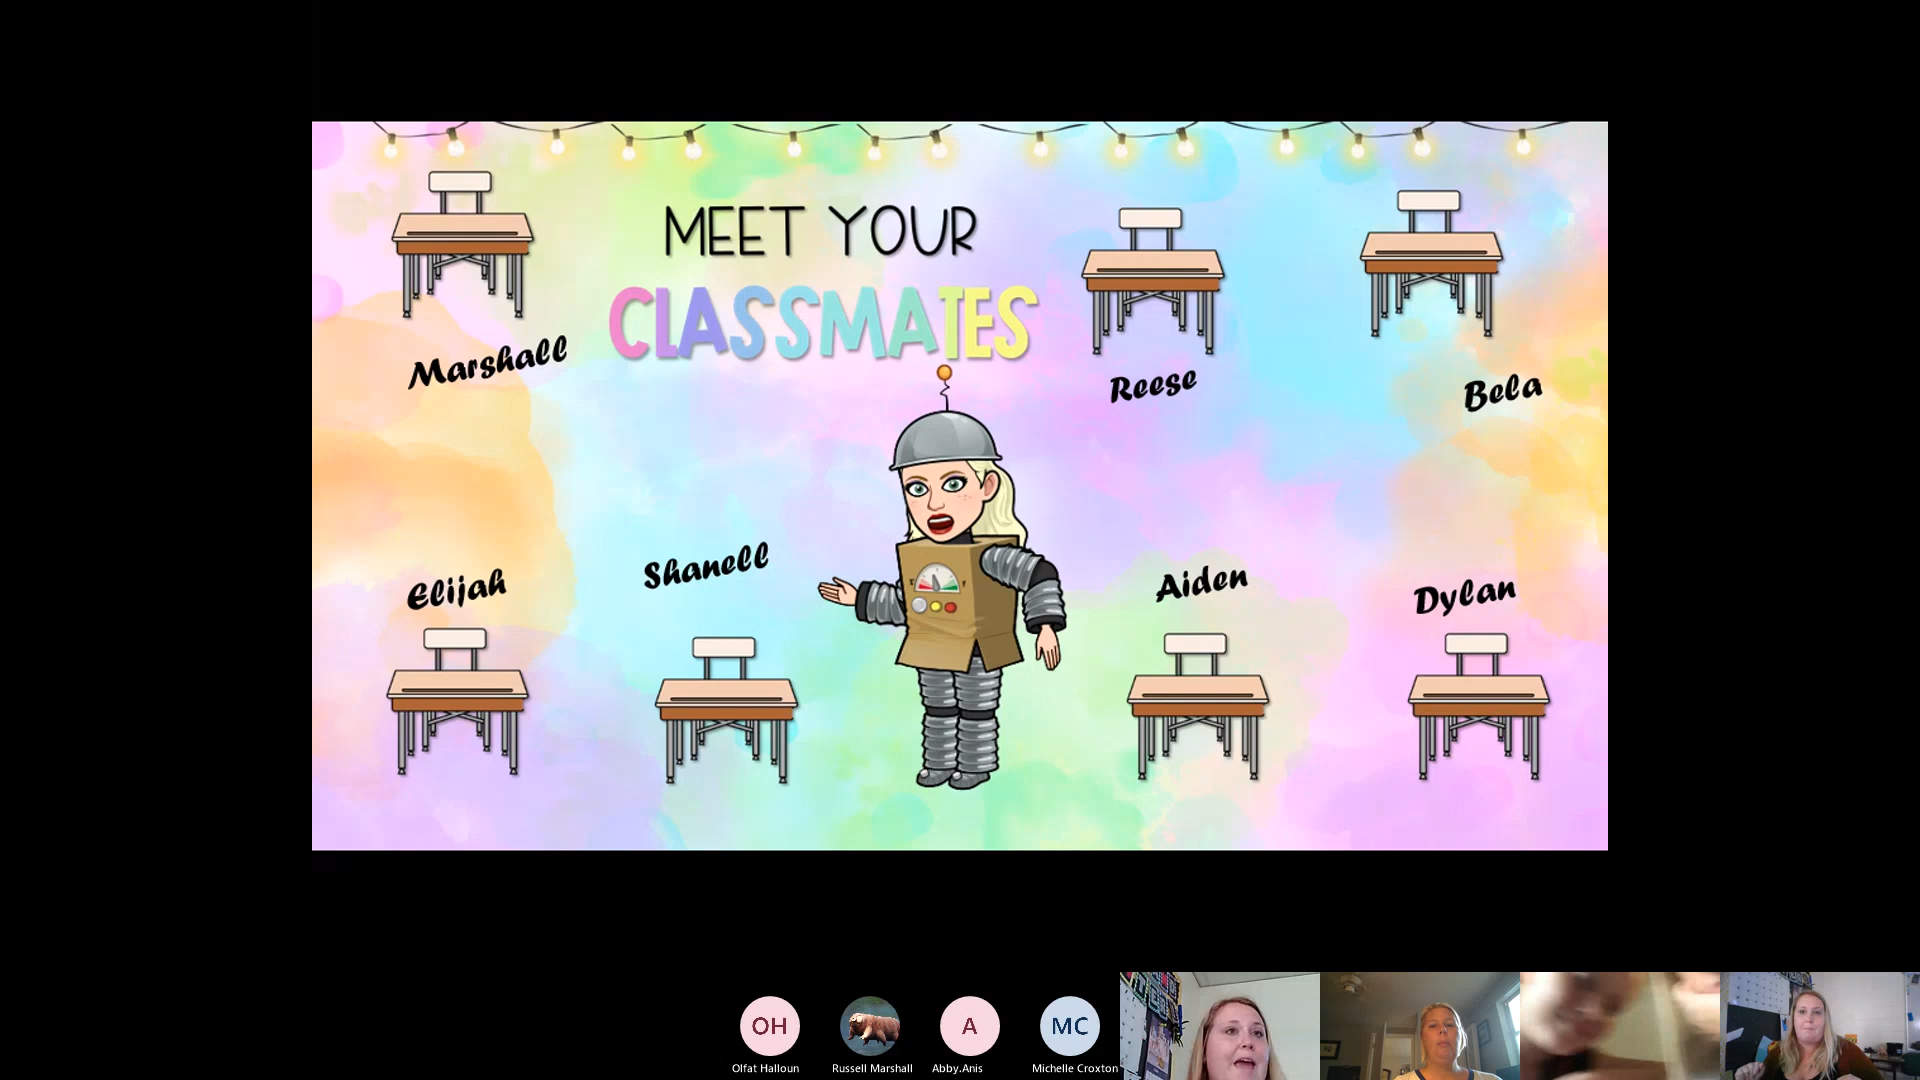 MEET YOUR
CLASSMATES
Marshall
Reese
Bela
Elijah
Shanell
Aiden
Dylan
OH
A
MC
Olfat Halloun
Russell Marshall
Abby.Anis
Michelle Croxton